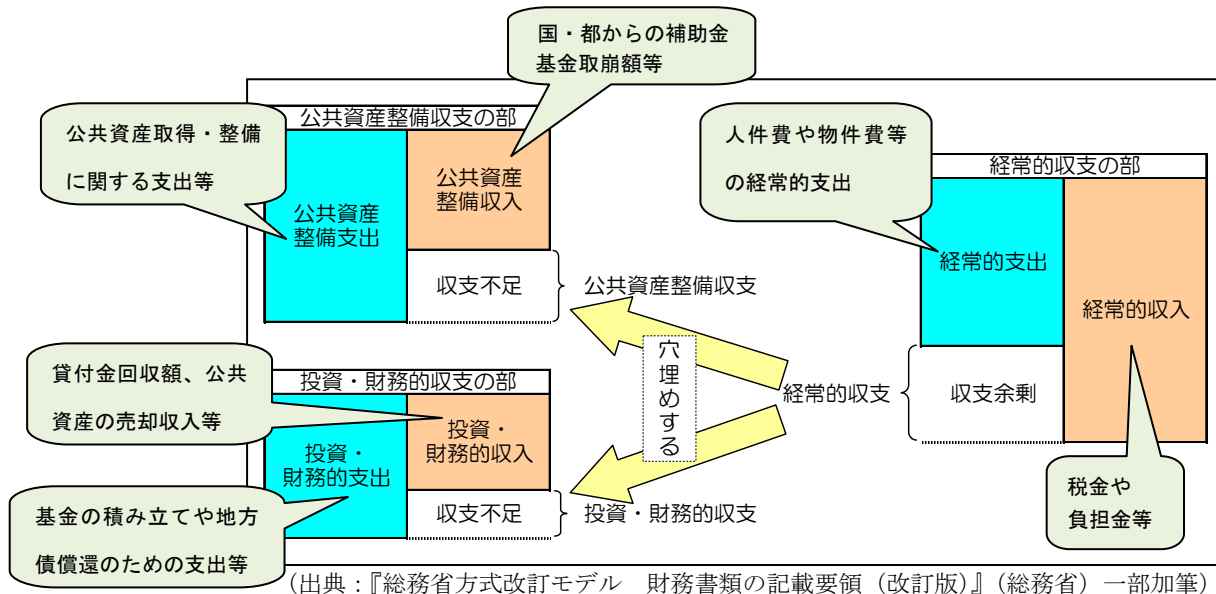 国・都からの補助金
基金取崩額等
公共資産整備収支の部
公共資産取得・整備
に関する支出等
公共資産
整備支出
公共資産
整備収入
収支不足
公共資産整備収支
人件費や物件費等
の経常的支出
経常的収支の部
経常的支出
経常的収入
収支余剰
経常的収支
穴埋めする
貸付金回収額、公共
資産の売却収入等
投資・財務的収支の部
投資・
財務的支出
投資・
財務的収入
収支不足
投資・財務的収支
基金の積み立てや地方
債償還のための支出等
税金や
負担金等
（出典：『総務省方式改訂モデル　財務書類の記載要領（改訂版）』（総務省）一部加筆）